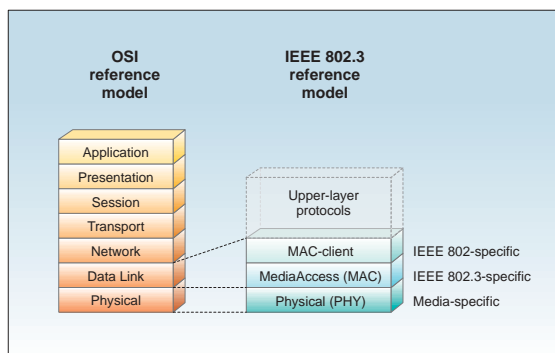 OSI
reference
model
IEEE 802.3
reference
model
Application
Presentation
Session
Transport
Network
Data Link
Physical
Upper-layer
protocols
MAC-client
IEEE 802-specific
MediaAccess (MAC)
IEEE 802.3-specific
Physical (PHY)
Media-specific